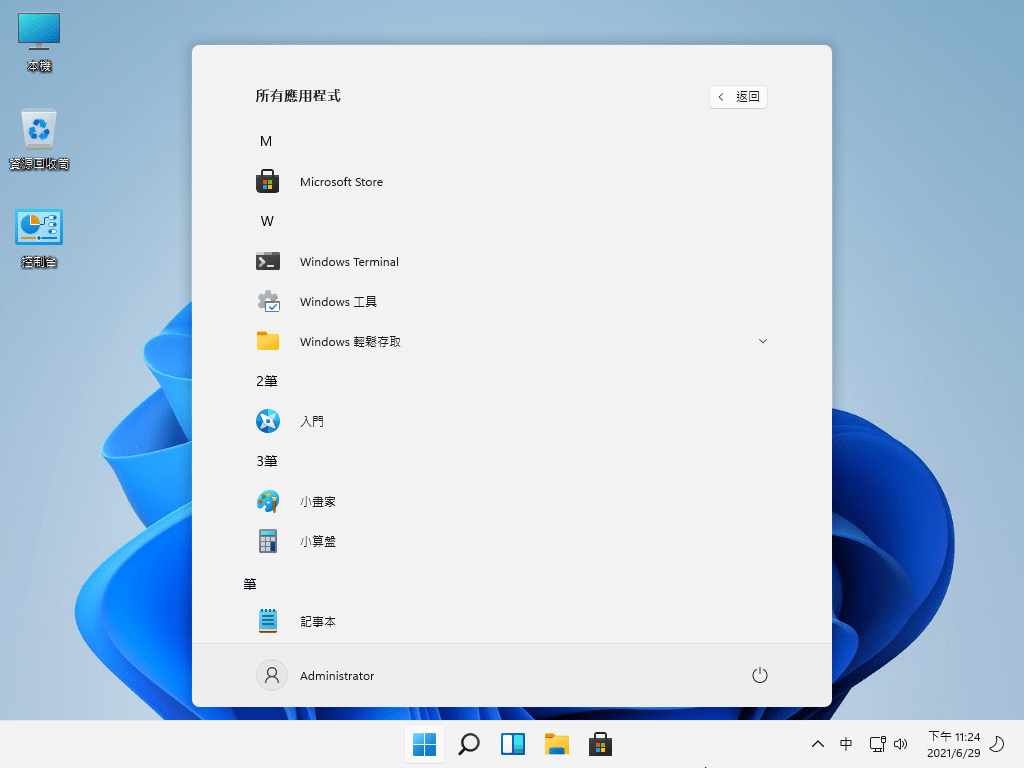 本機
資源回收筒
控制台
所有應用程式
返回
M
Microsoft Store
W
Windows Terminal
Windows 工具
Windows 輕鬆存取
2筆
入門
3筆
小畫家
小算盤
筆
記事本
Administrator
中
下午 11:24
2021/6/29